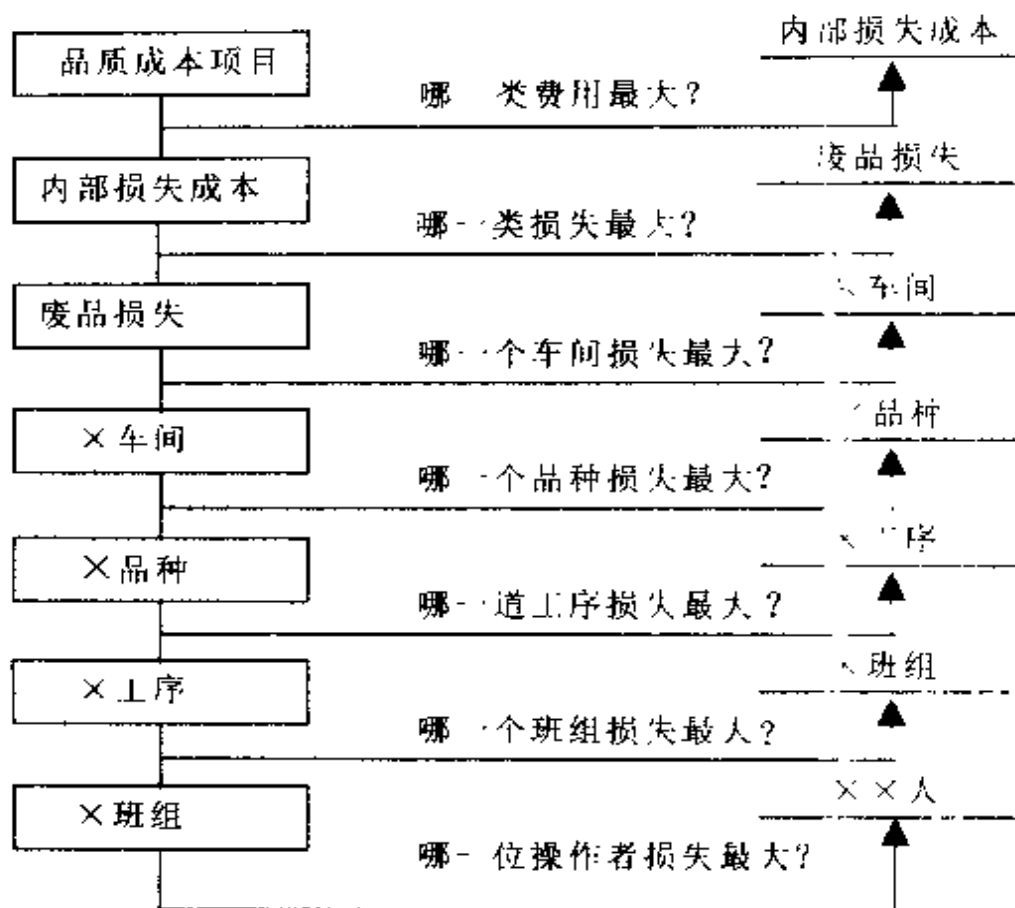 内部损失成本
品质成本项目
哪一类费用最大?
废品损失
内部损失成本
哪一类损失最大?
×车间
废品损失
哪一个车间损失最大?
×品种
×车间
哪一个品种损失最大?
×工序
×品种
哪一道工序损失最大?
×班组
×工序
哪一个班组损失最大?
××人
×班组
哪一位操作者损失最大?